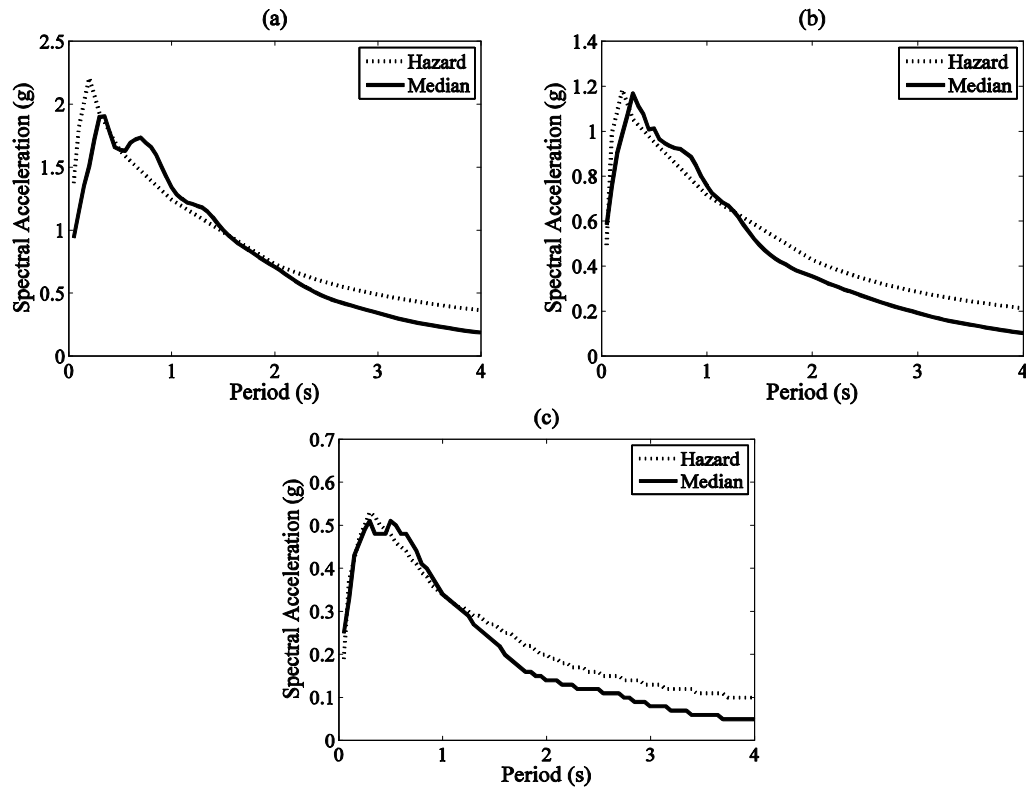 (a)
2.5
2
1.5
1
0.5
0
Spectral Acceleration (g)
Hazard
Median
0 1 2 3 4
Period (s)
(b)
1.4
1.2
1.0
0.8
0.6
0.4
0.2
0
Spectral Acceleration (g)
Hazard
Median
0 1 2 3 4
Period (s)
(c)
0.7
0.6
0.5
0.4
0.3
0.2
0.1
0
Spectral Acceleration (g)
Hazard
Median
0 1 2 3 4
Period (s)